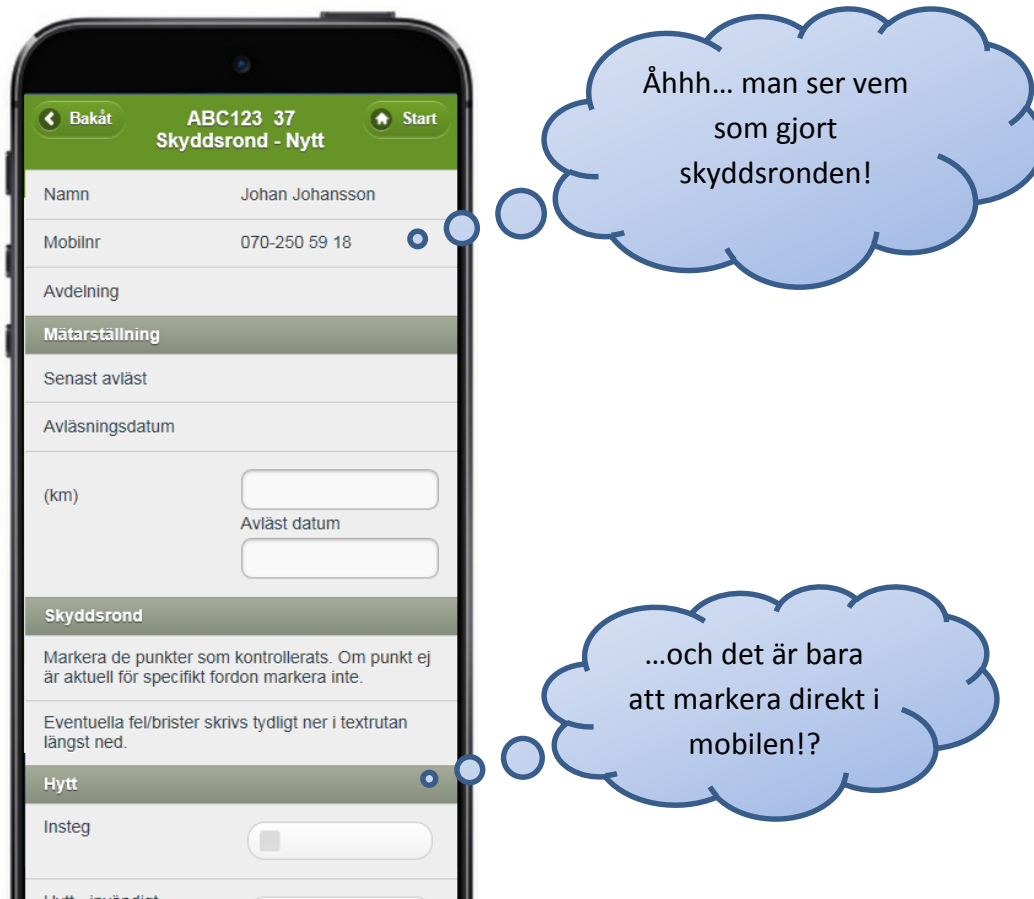 Bakåt
ABC123 37
Skyddsrond - Nytt
Start
Namn Johan Johansson
Mobilnr 070-250 59 18
Avdelning
Mätarställning
Senast avläst
Avläsningsdatum
(km)
Avläst datum
Skyddsrond
Markera de punkter som kontrollerats. Om punkt ej
är aktuell för specifikt fordon markera inte.
Eventuella fel/brister skrivs tydligt ner i textrutan
längst ned.
Hytt
Insteg
Hytt - invändigt
Åhhh... man ser vem
som gjort
skyddsronden!
...och det är bara
att markera direkt i
mobilen!?